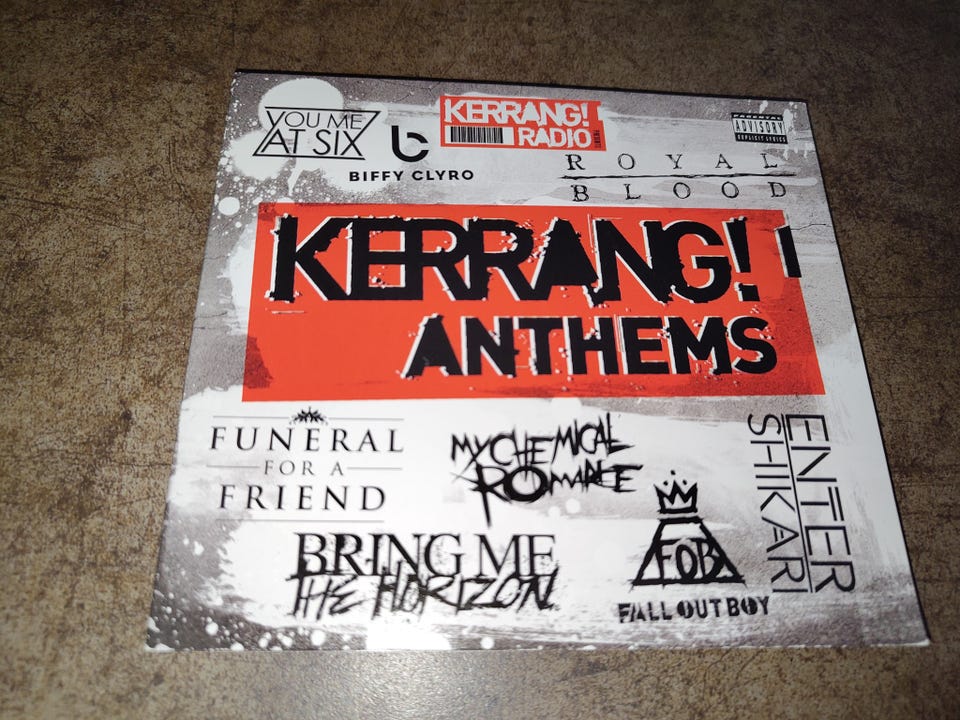 YOU ME
AT SIX
BIFFY CLYRO
KERRANG!
RADIO
PARENTAL
ADVISORY
EXPLICIT LYRICS
ROYAL
BLOOD
KERRANG!
ANTHEMS
FUNERAL
FOR A
FRIEND
MY CHEMICAL
ROMANCE
ENTER
SHIKARI
BRING ME
THE HORIZON
FOB
FALL OUT BOY